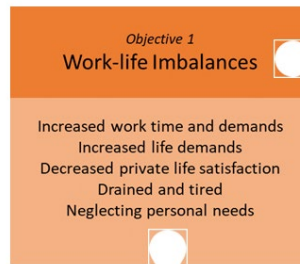 Objective 1
Work-life Imbalances
Increased work time and demands
Increased life demands
Decreased private life satisfaction
Drained and tired
Neglecting personal needs